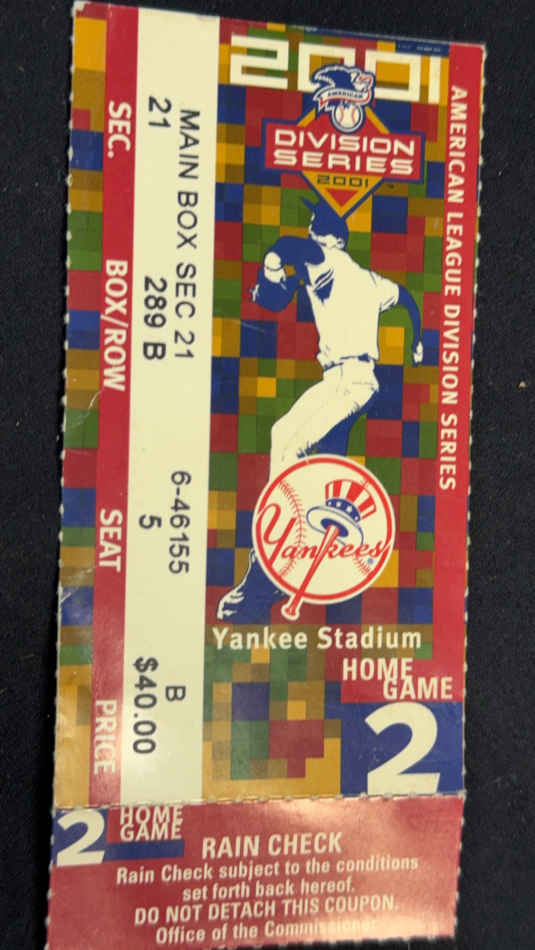 2001
AMERICAN
DIVISION
SERIES
2001
AMERICAN LEAGUE DIVISION SERIES
Yankees
Yankee Stadium
HOME
GAME
2
MAIN BOX SEC 21
6-46155
B
21
289 B
5
$40.00
SEC.
BOX/ROW
SEAT
PRICE
2
HOME
GAME
RAIN CHECK
Rain Check subject to the conditions
set forth back hereof.
DO NOT DETACH THIS COUPON.
Office of the Commissioner